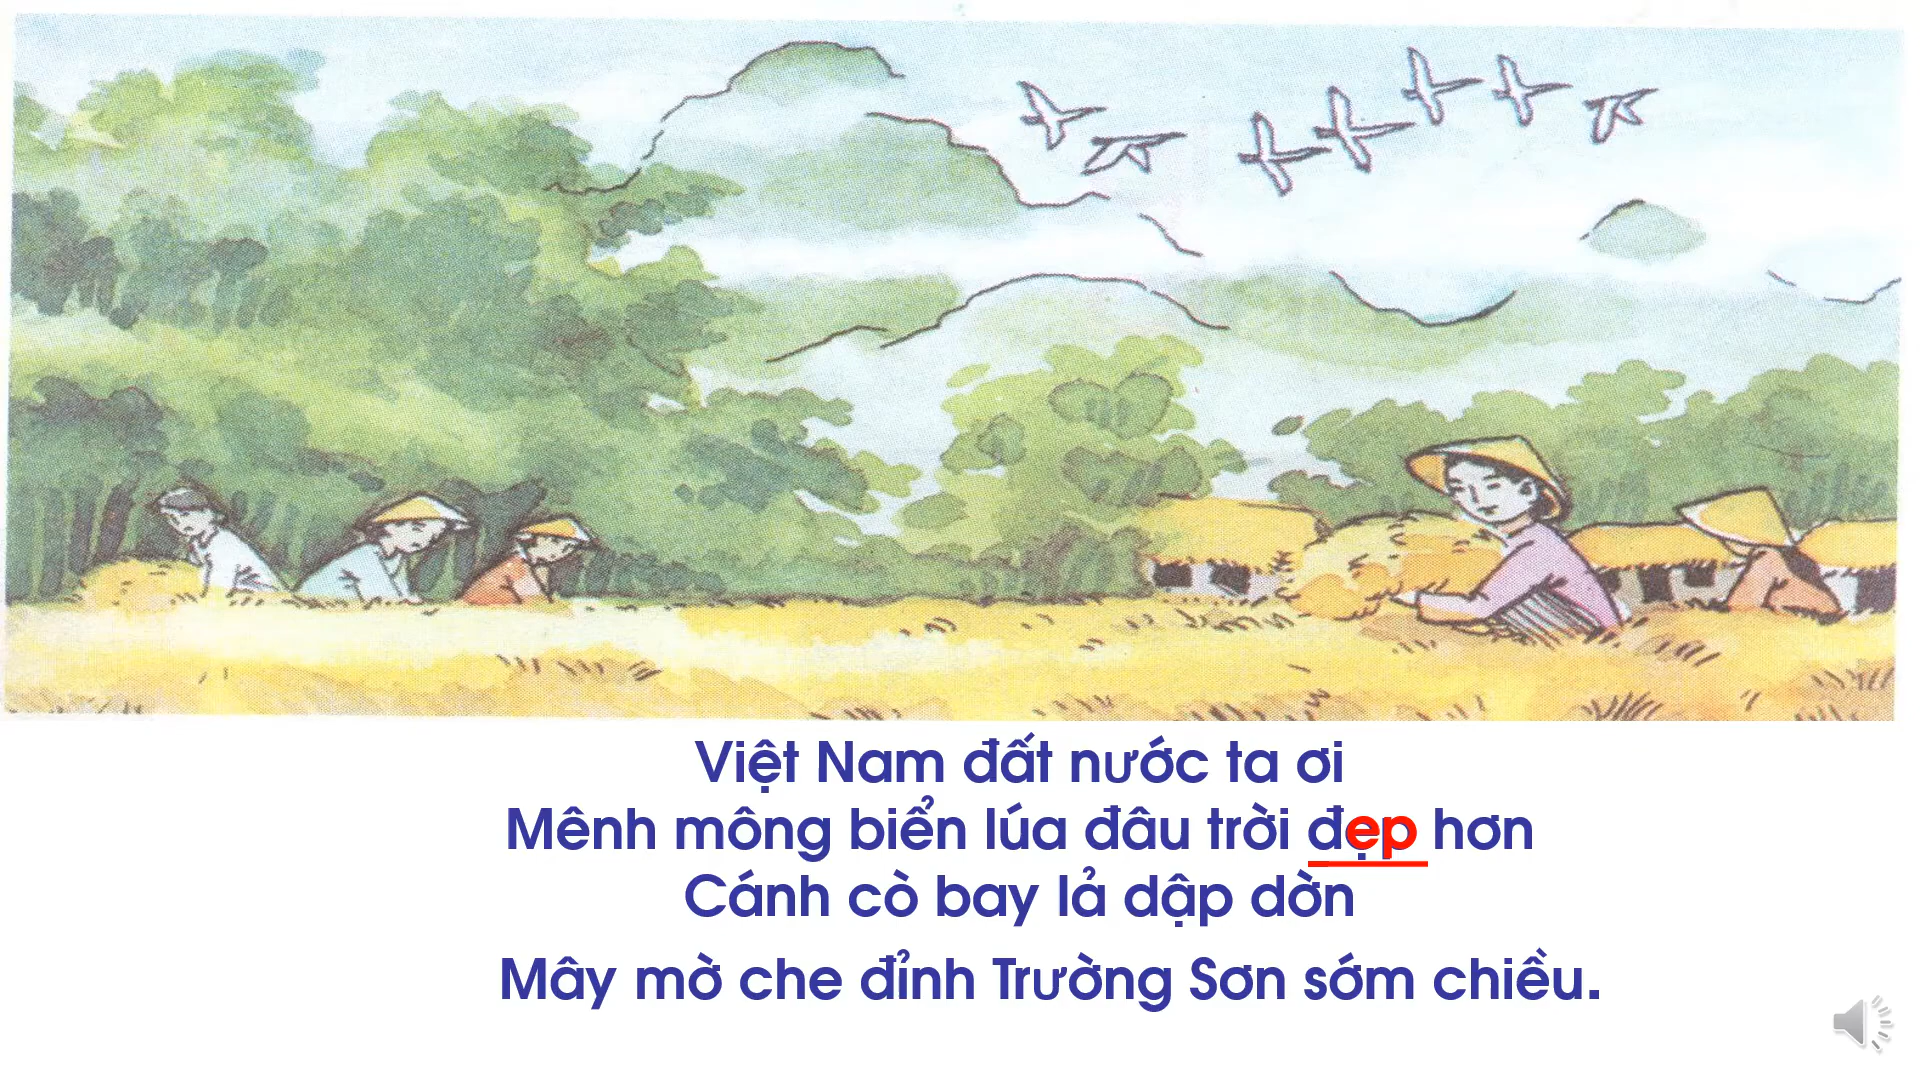 Việt Nam đất nước ta ơi
Mênh mông biển lúa đâu trời đẹp hơn
Cánh cò bay lả dập dờn
Mây mờ che đỉnh Trường Sơn sớm chiều.